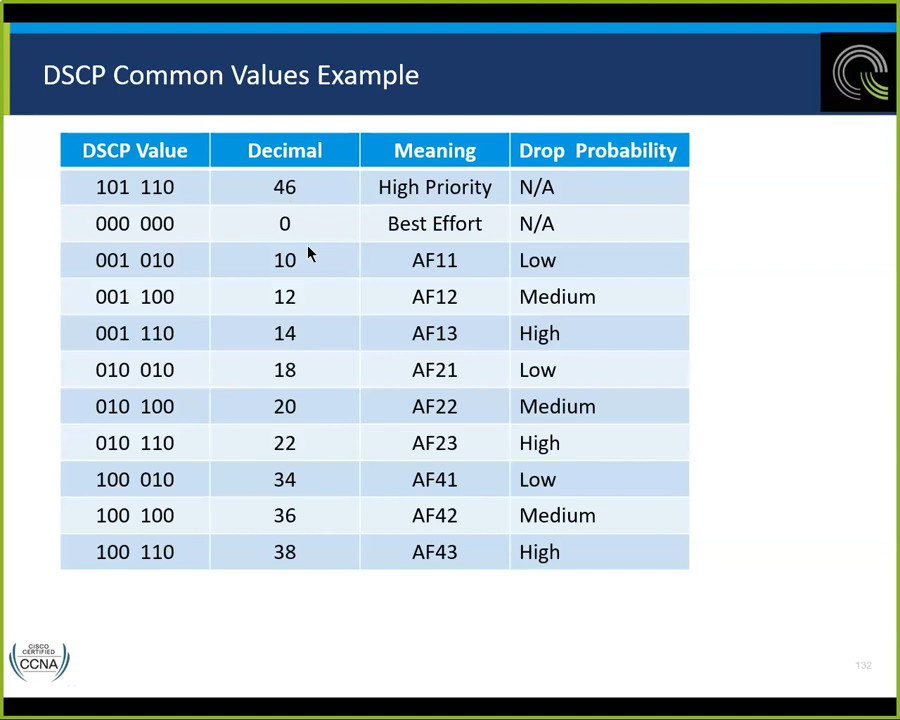 DSCP Common Values Example
DSCP Value Decimal Meaning Drop Probability
101 110 46 High Priority N/A
000 000 0 Best Effort N/A
001 010 10 AF11 Low
001 100 12 AF12 Medium
001 110 14 AF13 High
010 010 18 AF21 Low
010 100 20 AF22 Medium
010 110 22 AF23 High
100 010 34 AF41 Low
100 100 36 AF42 Medium
100 110 38 AF43 High
CISCO
CERTIFIED
CCNA
132